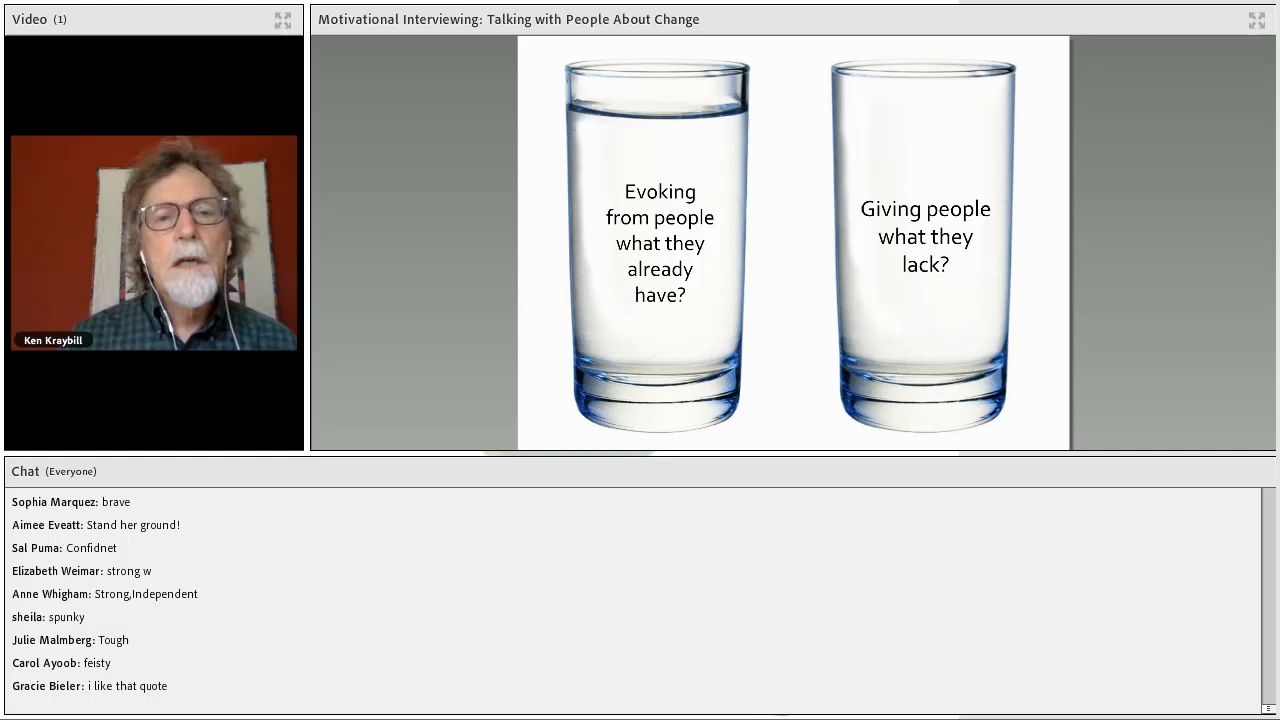 Video (1)
Motivational Interviewing: Talking with People About Change
Ken Kraybill
Evoking
from people
what they
already
have?
Giving people
what they
lack?
Chat (Everyone)
Sophia Marquez: brave
Aimee Eveatt: Stand her ground!
Sal Puma: Confidnet
Elizabeth Weimar: strong w
Anne Whigham: Strong,Independent
sheila: spunky
Julie Malmberg: Tough
Carol Ayoob: feisty
Gracie Bieler: i like that quote